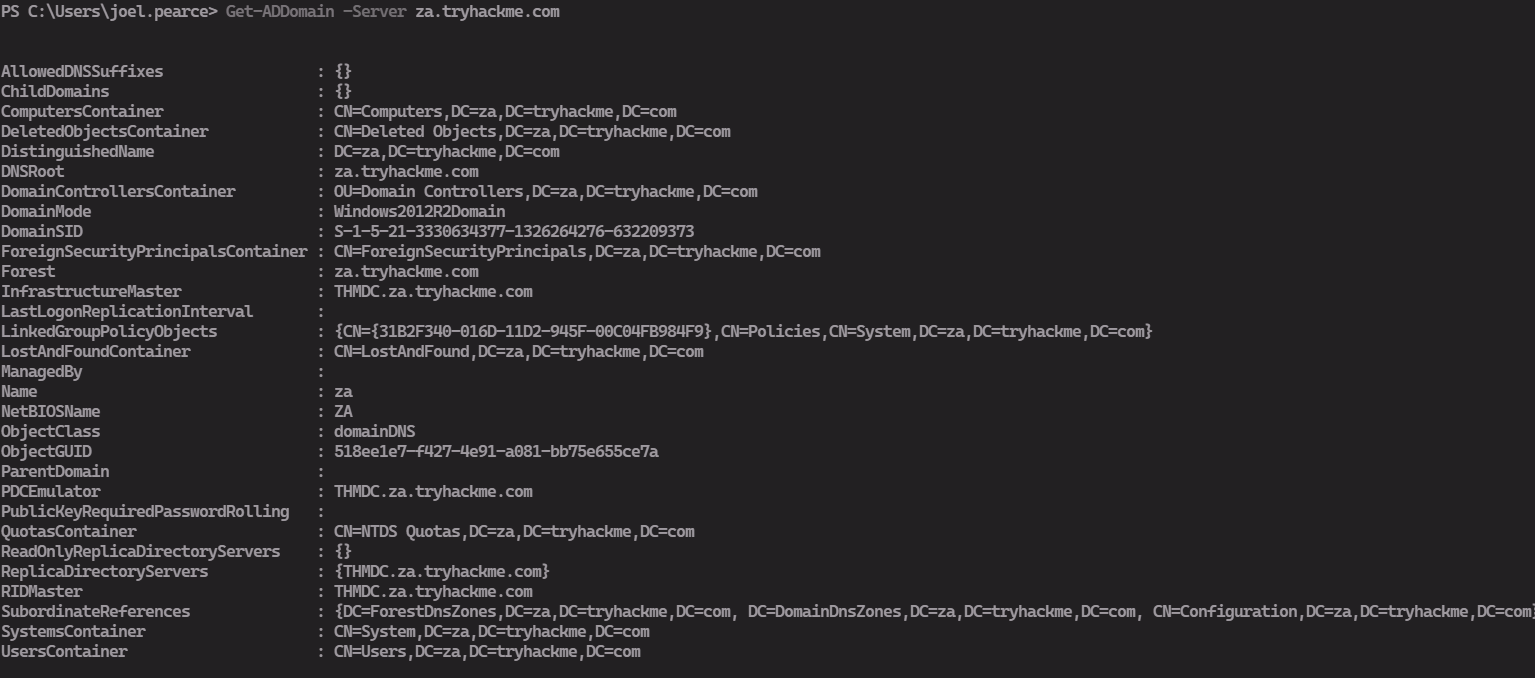 PS C:\Users\joel.pearce> Get-ADDomain -Server za.tryhackme.com
AllowedDNSSuffixes                 : {}
ChildDomains                       : {}
ComputersContainer                 : CN=Computers,DC=za,DC=tryhackme,DC=com
DeletedObjectsContainer            : CN=Deleted Objects,DC=za,DC=tryhackme,DC=com
DistinguishedName                  : DC=za,DC=tryhackme,DC=com
DNSRoot                            : za.tryhackme.com
DomainControllersContainer         : OU=Domain Controllers,DC=za,DC=tryhackme,DC=com
DomainMode                         : Windows2012R2Domain
DomainSID                          : S-1-5-21-3330634377-1326264276-632209373
ForeignSecurityPrincipalsContainer : CN=ForeignSecurityPrincipals,DC=za,DC=tryhackme,DC=com
Forest                             : za.tryhackme.com
InfrastructureMaster               : THMDC.za.tryhackme.com
LastLogonReplicationInterval       :
LinkedGroupPolicyObjects           : {CN={31B2F340-016D-11D2-945F-00C04FB984F9},CN=Policies,CN=System,DC=za,DC=tryhackme,DC=com}
LostAndFoundContainer              : CN=LostAndFound,DC=za,DC=tryhackme,DC=com
ManagedBy                          :
Name                               : za
NetBIOSName                        : ZA
ObjectClass                        : domainDNS
ObjectGUID                         : 518ee1e7-f427-4e91-a081-bb75e655ce7a
ParentDomain                       :
PDCEmulator                        : THMDC.za.tryhackme.com
PublicKeyRequiredPasswordRolling   :
QuotasContainer                    : CN=NTDS Quotas,DC=za,DC=tryhackme,DC=com
ReadOnlyReplicaDirectoryServers    : {}
ReplicaDirectoryServers            : {THMDC.za.tryhackme.com}
RIDMaster                          : THMDC.za.tryhackme.com
SubordinateReferences              : {DC=ForestDnsZones,DC=za,DC=tryhackme,DC=com, DC=DomainDnsZones,DC=za,DC=tryhackme,DC=com, CN=Configuration,DC=za,DC=tryhackme,DC=com}
SystemsContainer                   : CN=System,DC=za,DC=tryhackme,DC=com
UsersContainer                     : CN=Users,DC=za,DC=tryhackme,DC=com